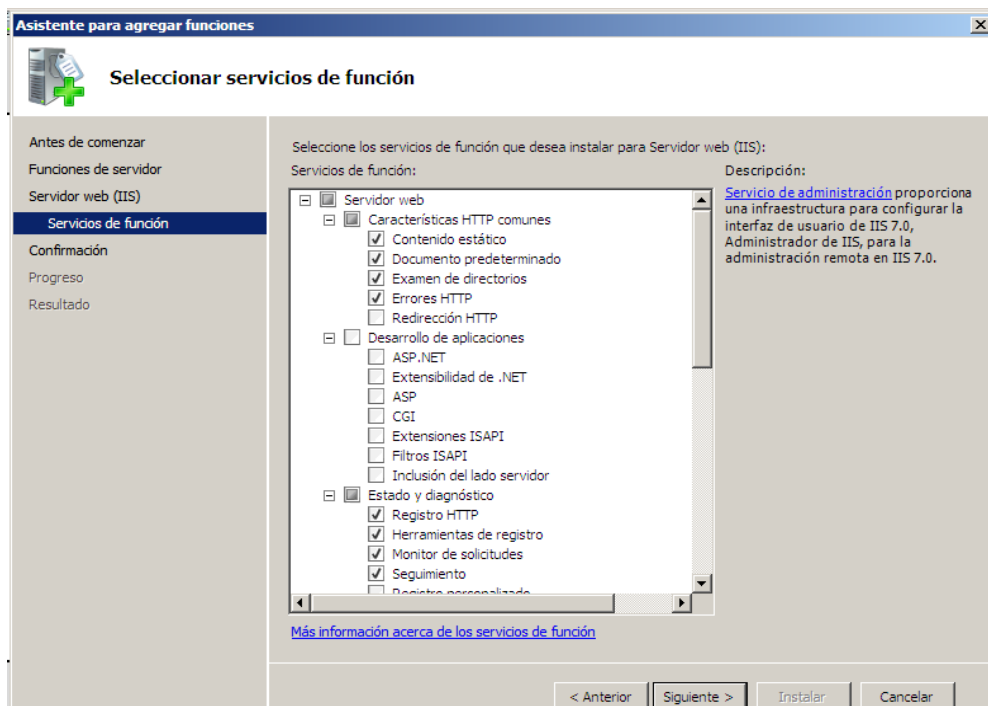 Asistente para agregar funciones
Seleccionar servicios de función
Antes de comenzar
Funciones de servidor
Servidor web (IIS)
Servicios de función
Confirmación
Progreso
Resultado
Seleccione los servicios de función que desea instalar para Servidor web (IIS):
Servicios de función:
Servidor web
Características HTTP comunes
Contenido estático
Documento predeterminado
Examen de directorios
Errores HTTP
Redirección HTTP
Desarrollo de aplicaciones
ASP.NET
Extensibilidad de .NET
ASP
CGI
Extensiones ISAPI
Filtros ISAPI
Inclusión del lado servidor
Estado y diagnóstico
Registro HTTP
Herramientas de registro
Monitor de solicitudes
Seguimiento
Registro personalizado
Descripción:
Servicio de administración proporciona
una infraestructura para configurar la
interfaz de usuario de IIS 7.0,
Administrador de IIS, para la
administración remota en IIS 7.0.
Más información acerca de los servicios de función
< Anterior
Siguiente >
Instalar
Cancelar